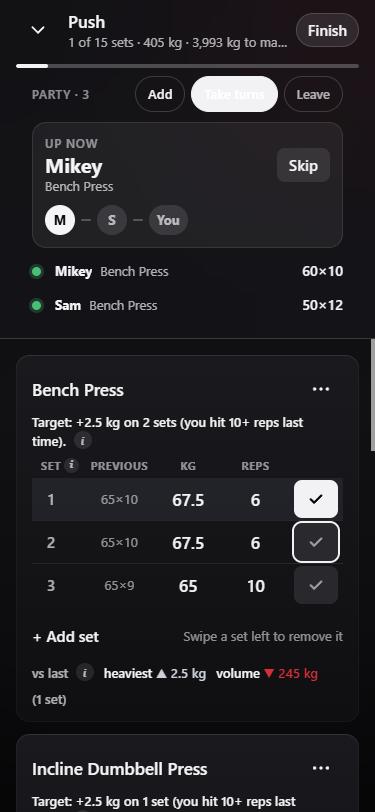 Push
1 of 15 sets · 405 kg · 3,993 kg to ma...
Finish
PARTY · 3
Add
Take turns
Leave
UP NOW
Mikey
Bench Press
Skip
M – S – You
Mikey Bench Press 60×10
Sam Bench Press 50×12
Bench Press
Target: +2.5 kg on 2 sets (you hit 10+ reps last
time). i
SET i PREVIOUS KG REPS
1 65×10 67.5 6
2 65×10 67.5 6
3 65×9 65 10
+ Add set
Swipe a set left to remove it
vs last i heaviest ▲ 2.5 kg volume ▼ 245 kg
(1 set)
Incline Dumbbell Press
Target: +2.5 kg on 1 set (you hit 10+ reps last